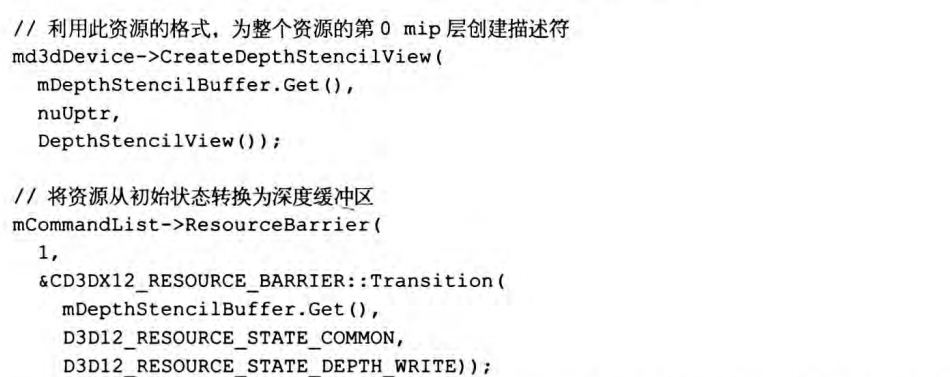 // 利用此资源的格式，为整个资源的第 0 mip 层创建描述符
md3dDevice->CreateDepthStencilView(
mDepthStencilBuffer.Get(),
nuUptr,
DepthStencilView());
// 将资源从初始状态转换为深度缓冲区
mCommandList->ResourceBarrier(
1,
&CD3DX12_RESOURCE_BARRIER::Transition(
mDepthStencilBuffer.Get(),
D3D12_RESOURCE_STATE_COMMON,
D3D12_RESOURCE_STATE_DEPTH_WRITE));